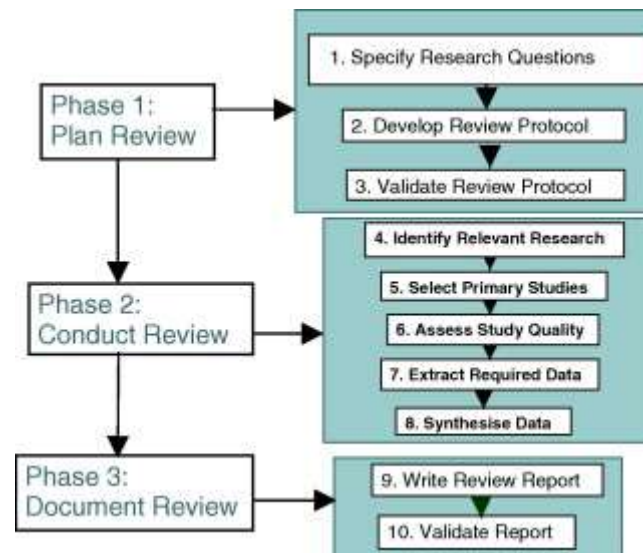 Phase 1:
Plan Review
1. Specify Research Questions
2. Develop Review Protocol
3. Validate Review Protocol
Phase 2:
Conduct Review
4. Identify Relevant Research
5. Select Primary Studies
6. Assess Study Quality
7. Extract Required Data
8. Synthesise Data
Phase 3:
Document Review
9. Write Review Report
10. Validate Report